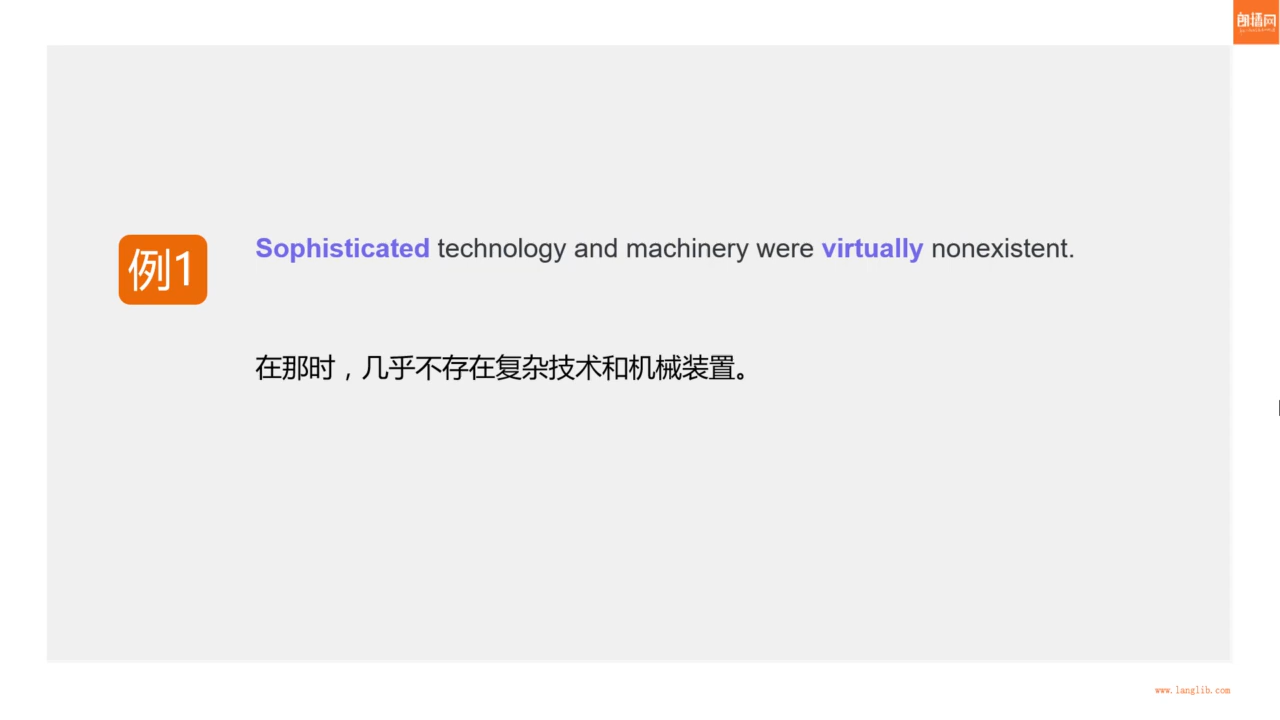 朗播网
例1
Sophisticated technology and machinery were virtually nonexistent.
在那时，几乎不存在复杂技术和机械装置。
www.langlib.com